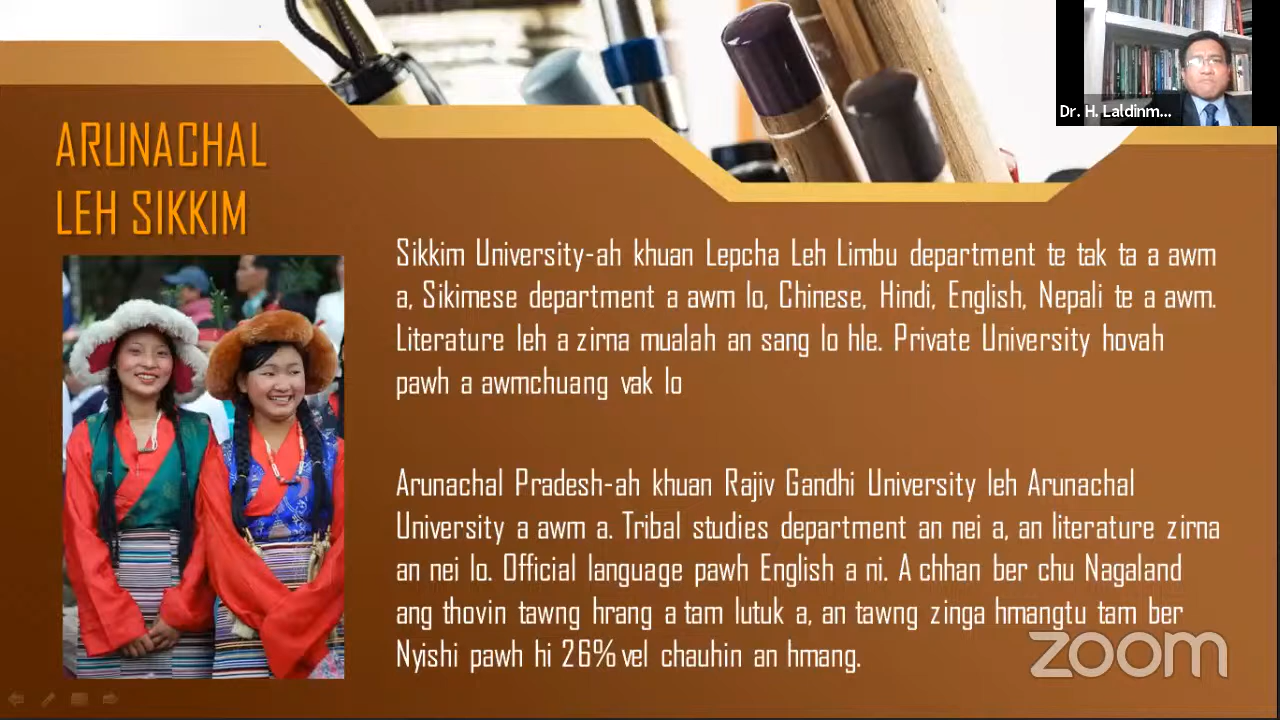 Dr. H. Laldinm...
ARUNACHAL
LEH SIKKIM
Sikkim University-ah khuan Lepcha Leh Limbu department te tak ta a awm
a, Sikimese department a awm lo, Chinese, Hindi, English, Nepali te a awm.
Literature leh a zirna mualah an sang lo hle. Private University hovah
pawh a awmchuang vak lo
Arunachal Pradesh-ah khuan Rajiv Gandhi University leh Arunachal
University a awm a. Tribal studies department an nei a, an literature zirna
an nei lo. Official language pawh English a ni. A chhan ber chu Nagaland
ang thovin tawng hrang a tam lutuk a, an tawng zinga hmangtu tam ber
Nyishi pawh hi 26% vel chauhin an hmang.
zoom